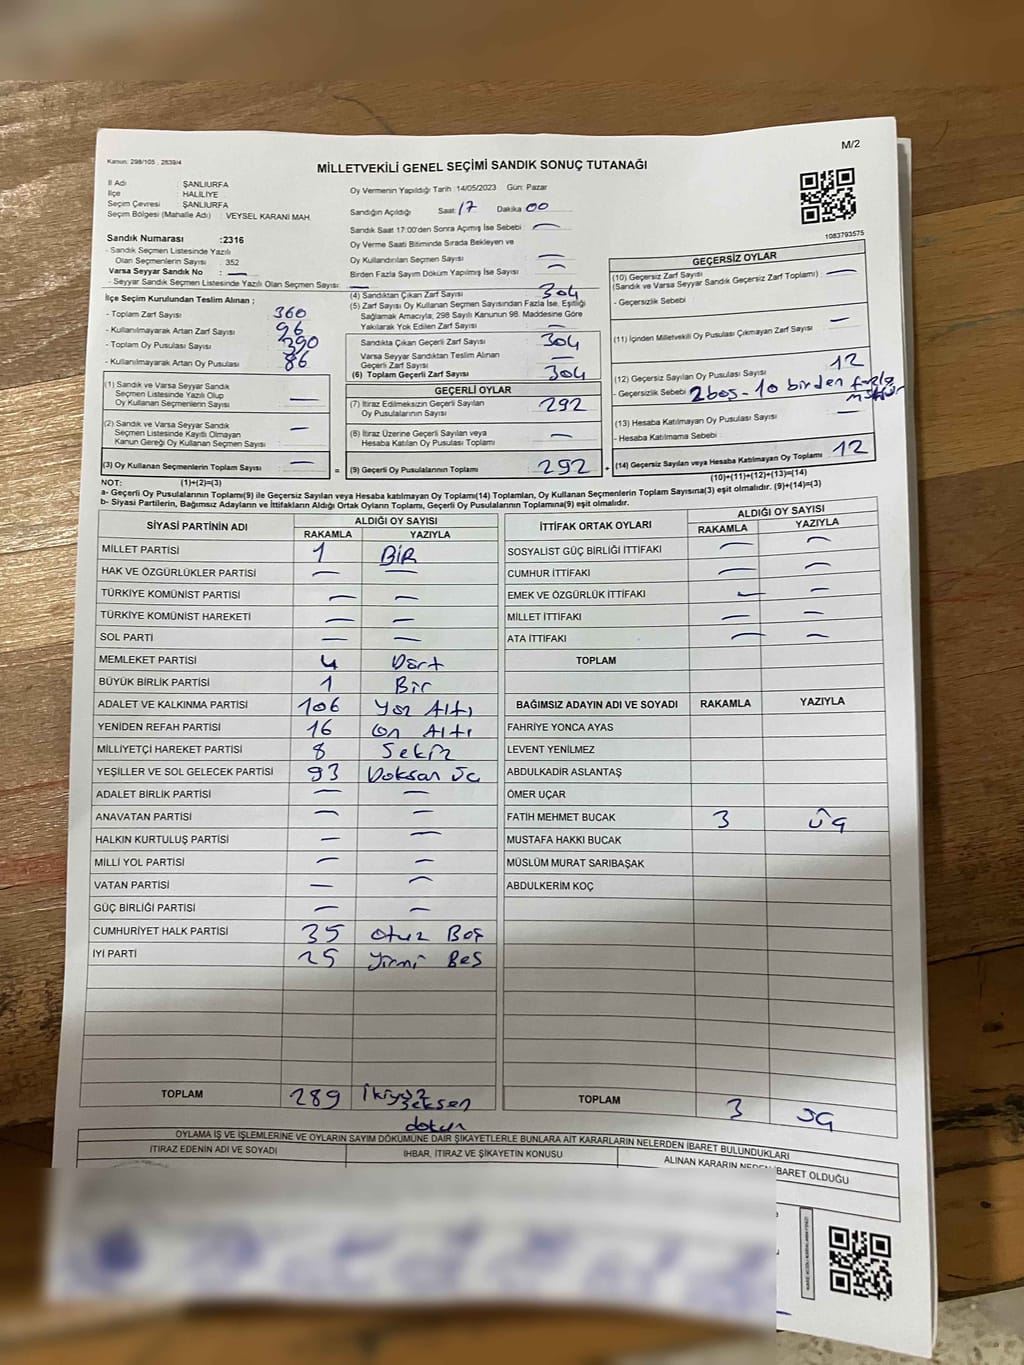 M/2
Kanun: 298/105 , 2839/4
MİLLETVEKİLİ GENEL SEÇİMİ SANDIK SONUÇ TUTANAĞI
İl Adı : ŞANLIURFA
İlçe : HALİLİYE
Seçim Çevresi : ŞANLIURFA
Seçim Bölgesi (Mahalle Adı) : VEYSEL KARANİ MAH.
Sandık Numarası :2316
- Sandık Seçmen Listesinde Yazılı
Olan Seçmenlerin Sayısı : 352
Varsa Seyyar Sandık No : —
- Seyyar Sandık Seçmen Listesinde Yazılı Olan Seçmen Sayısı: —
İlçe Seçim Kurulundan Teslim Alınan ;
- Toplam Zarf Sayısı : 360
- Kullanılmayarak Artan Zarf Sayısı : 96
- Toplam Oy Pusulası Sayısı : 390
- Kullanılmayarak Artan Oy Pusulası : 86
(1) Sandık ve Varsa Seyyar Sandık
Seçmen Listesinde Yazılı Olup
Oy Kullanan Seçmenlerin Sayısı : —
(2) Sandık ve Varsa Seyyar Sandık
Seçmen Listesinde Kayıtlı Olmayan
Kanun Gereği Oy Kullanan Seçmen Sayısı : —
(3) Oy Kullanan Seçmenlerin Toplam Sayısı : —
Oy Vermenin Yapıldığı Tarih :14/05/2023 Gün: Pazar
Sandığın Açıldığı Saat: 17 Dakika 00
Sandık Saat 17:00'den Sonra Açımış İse Sebebi : —
Oy Verme Saati Bitiminde Sırada Bekleyen ve
Oy Kullandırılan Seçmen Sayısı : —
Birden Fazla Sayım Döküm Yapılmış İse Sayısı : —
(4) Sandıktan Çıkan Zarf Sayısı : 304
(5) Zarf Sayısı Oy Kullanan Seçmen Sayısından Fazla İse, Eşitliği
Sağlamak Amacıyla; 298 Sayılı Kanunun 98. Maddesine Göre
Yakılarak Yok Edilen Zarf Sayısı : —
Sandıkta Çıkan Geçerli Zarf Sayısı : 304
Varsa Seyyar Sandıktan Teslim Alınan
Geçerli Zarf Sayısı : —
(6) Toplam Geçerli Zarf Sayısı : 304
GEÇERLİ OYLAR
(7) İtiraz Edilmeksizin Geçerli Sayılan
Oy Pusulalarının Sayısı : 292
(8) İtiraz Üzerine Geçerli Sayılan veya
Hesaba Katılan Oy Pusulası Toplamı : —
= (9) Geçerli Oy Pusulalarının Toplamı : 292 +
1083793575
GEÇERSİZ OYLAR
(10) Geçersiz Zarf Sayısı
(Sandık ve Varsa Seyyar Sandık Geçersiz Zarf Toplamı) : —
- Geçersizlik Sebebi :
(11) İçinden Milletvekili Oy Pusulası Çıkmayan Zarf Sayısı : —
(12) Geçersiz Sayılan Oy Pusulası Sayısı : 12
- Geçersizlik Sebebi : 2 boş - 10 birden fazla
mühür
(13) Hesaba Katılmayan Oy Pusulası Sayısı : —
- Hesaba Katılmama Sebebi :
(14) Geçersiz Sayılan veya Hesaba Katılmayan Oy Toplamı : 12
NOT: (1)+(2)=(3) (10)+(11)+(12)+(13)=(14)
a- Geçerli Oy Pusulalarının Toplamı(9) ile Geçersiz Sayılan veya Hesaba katılmayan Oy Toplamı(14) Toplamları, Oy Kullanan Seçmenlerin Toplam Sayısına(3) eşit olmalıdır. (9)+(14)=(3)
b- Siyasi Partilerin, Bağımsız Adayların ve İttifakların Aldığı Ortak Oyların Toplamı, Geçerli Oy Pusulalarının Toplamına(9) eşit olmalıdır.
SİYASİ PARTİNİN ADI ALDIĞI OY SAYISI
RAKAMLA YAZIYLA
MİLLET PARTİSİ 1 BİR
HAK VE ÖZGÜRLÜKLER PARTİSİ — —
TÜRKİYE KOMÜNİST PARTİSİ — —
TÜRKİYE KOMÜNİST HAREKETİ — —
SOL PARTİ — —
MEMLEKET PARTİSİ 4 Dört
BÜYÜK BİRLİK PARTİSİ 1 Bir
ADALET VE KALKINMA PARTİSİ 106 Yüz Altı
YENİDEN REFAH PARTİSİ 16 On Altı
MİLLİYETÇİ HAREKET PARTİSİ 8 Sekiz
YEŞİLLER VE SOL GELECEK PARTİSİ 93 Doksan üç
ADALET BİRLİK PARTİSİ — —
ANAVATAN PARTİSİ — —
HALKIN KURTULUŞ PARTİSİ — —
MİLLİ YOL PARTİSİ — —
VATAN PARTİSİ — —
GÜÇ BİRLİĞİ PARTİSİ — —
CUMHURİYET HALK PARTİSİ 35 otuz Beş
İYİ PARTİ 25 Yirmi Beş
TOPLAM 289 İkiyüz
seksen
dokuz
İTTİFAK ORTAK OYLARI ALDIĞI OY SAYISI
RAKAMLA YAZIYLA
SOSYALİST GÜÇ BİRLİĞİ İTTİFAKI — —
CUMHUR İTTİFAKI — —
EMEK VE ÖZGÜRLÜK İTTİFAKI — —
MİLLET İTTİFAKI — —
ATA İTTİFAKI — —
TOPLAM
BAĞIMSIZ ADAYIN ADI VE SOYADI RAKAMLA YAZIYLA
FAHRİYE YONCA AYAS
LEVENT YENİLMEZ
ABDULKADİR ASLANTAŞ
ÖMER UÇAR
FATİH MEHMET BUCAK 3 Üç
MUSTAFA HAKKI BUCAK
MÜSLÜM MURAT SARIBAŞAK
ABDULKERİM KOÇ
TOPLAM 3 üç
OYLAMA İŞ VE İŞLEMLERİNE VE OYLARIN SAYIM DÖKÜMÜNE DAİR ŞİKAYETLERLE BUNLARA AİT KARARLARIN NELERDEN İBARET BULUNDUKLARI
İTİRAZ EDENİN ADI VE SOYADI İHBAR, İTİRAZ VE ŞİKAYETİN KONUSU ALINAN KARARIN NEDEN İBARET OLDUĞU